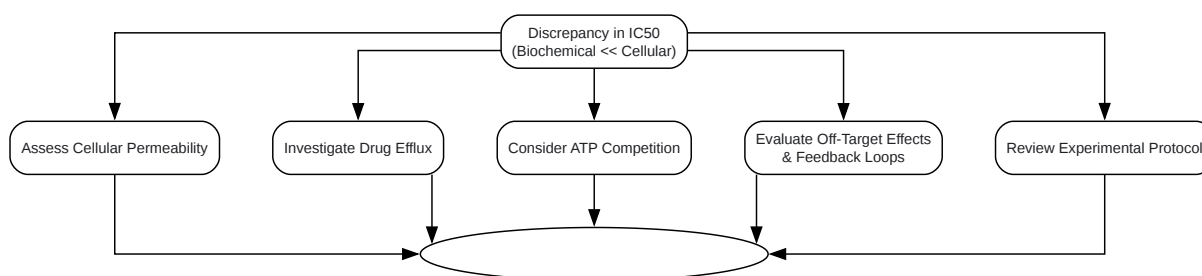 Discrepancy in IC50
(Biochemical << Cellular)
Assess Cellular Permeability
Investigate Drug Efflux
Consider ATP Competition
Evaluate Off-Target Effects
& Feedback Loops
Review Experimental Protocol